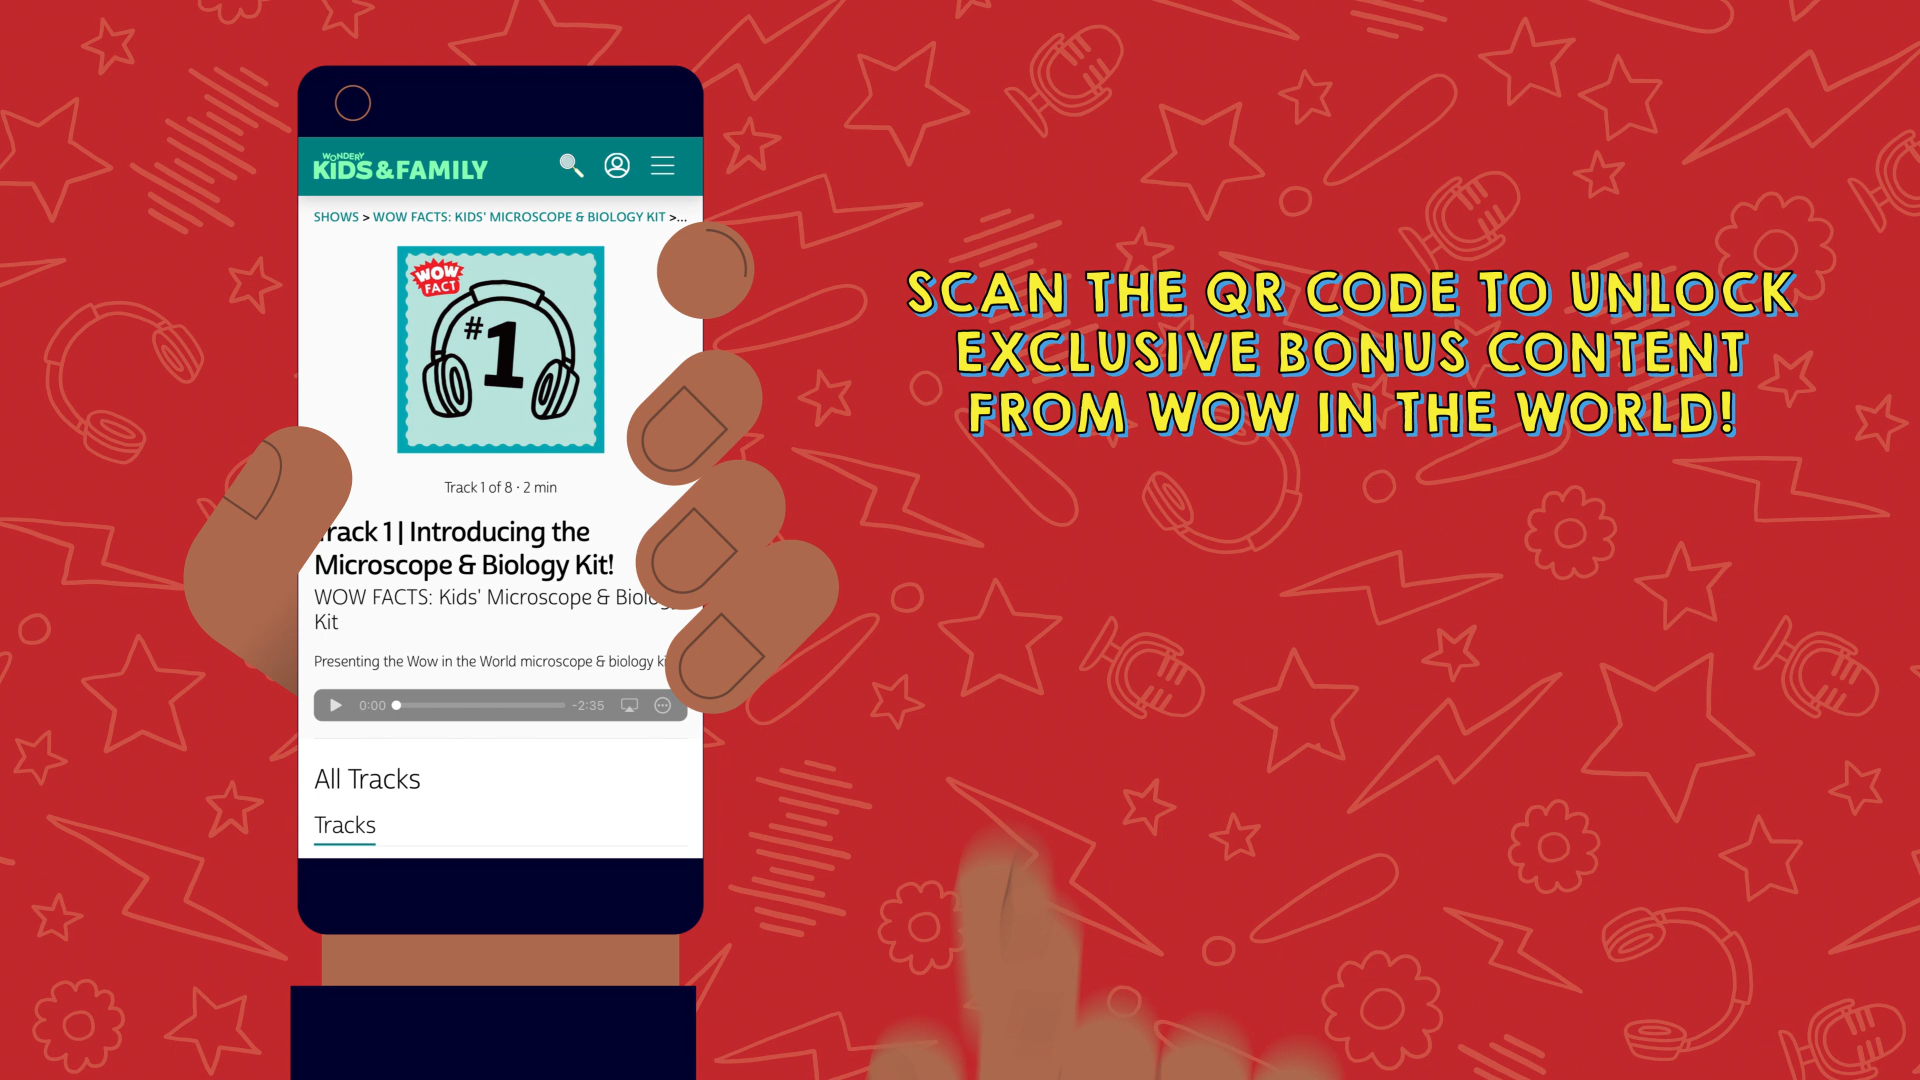 WONDERY
KiDS & FAMILY
SHOWS > WOW FACTS: KIDS' MICROSCOPE & BIOLOGY KIT >...
WOW
FACT
#1
Track 1 of 8 · 2 min
rack 1 | Introducing the
Microscope & Biology Kit!
WOW FACTS: Kids' Microscope & Biology
Kit
Presenting the Wow in the World microscope & biology ki
0:00 -2:35
All Tracks
Tracks
SCAN THE QR CODE TO UNLOCK
EXCLUSIVE BONUS CONTENT
FROM WOW IN THE WORLD!